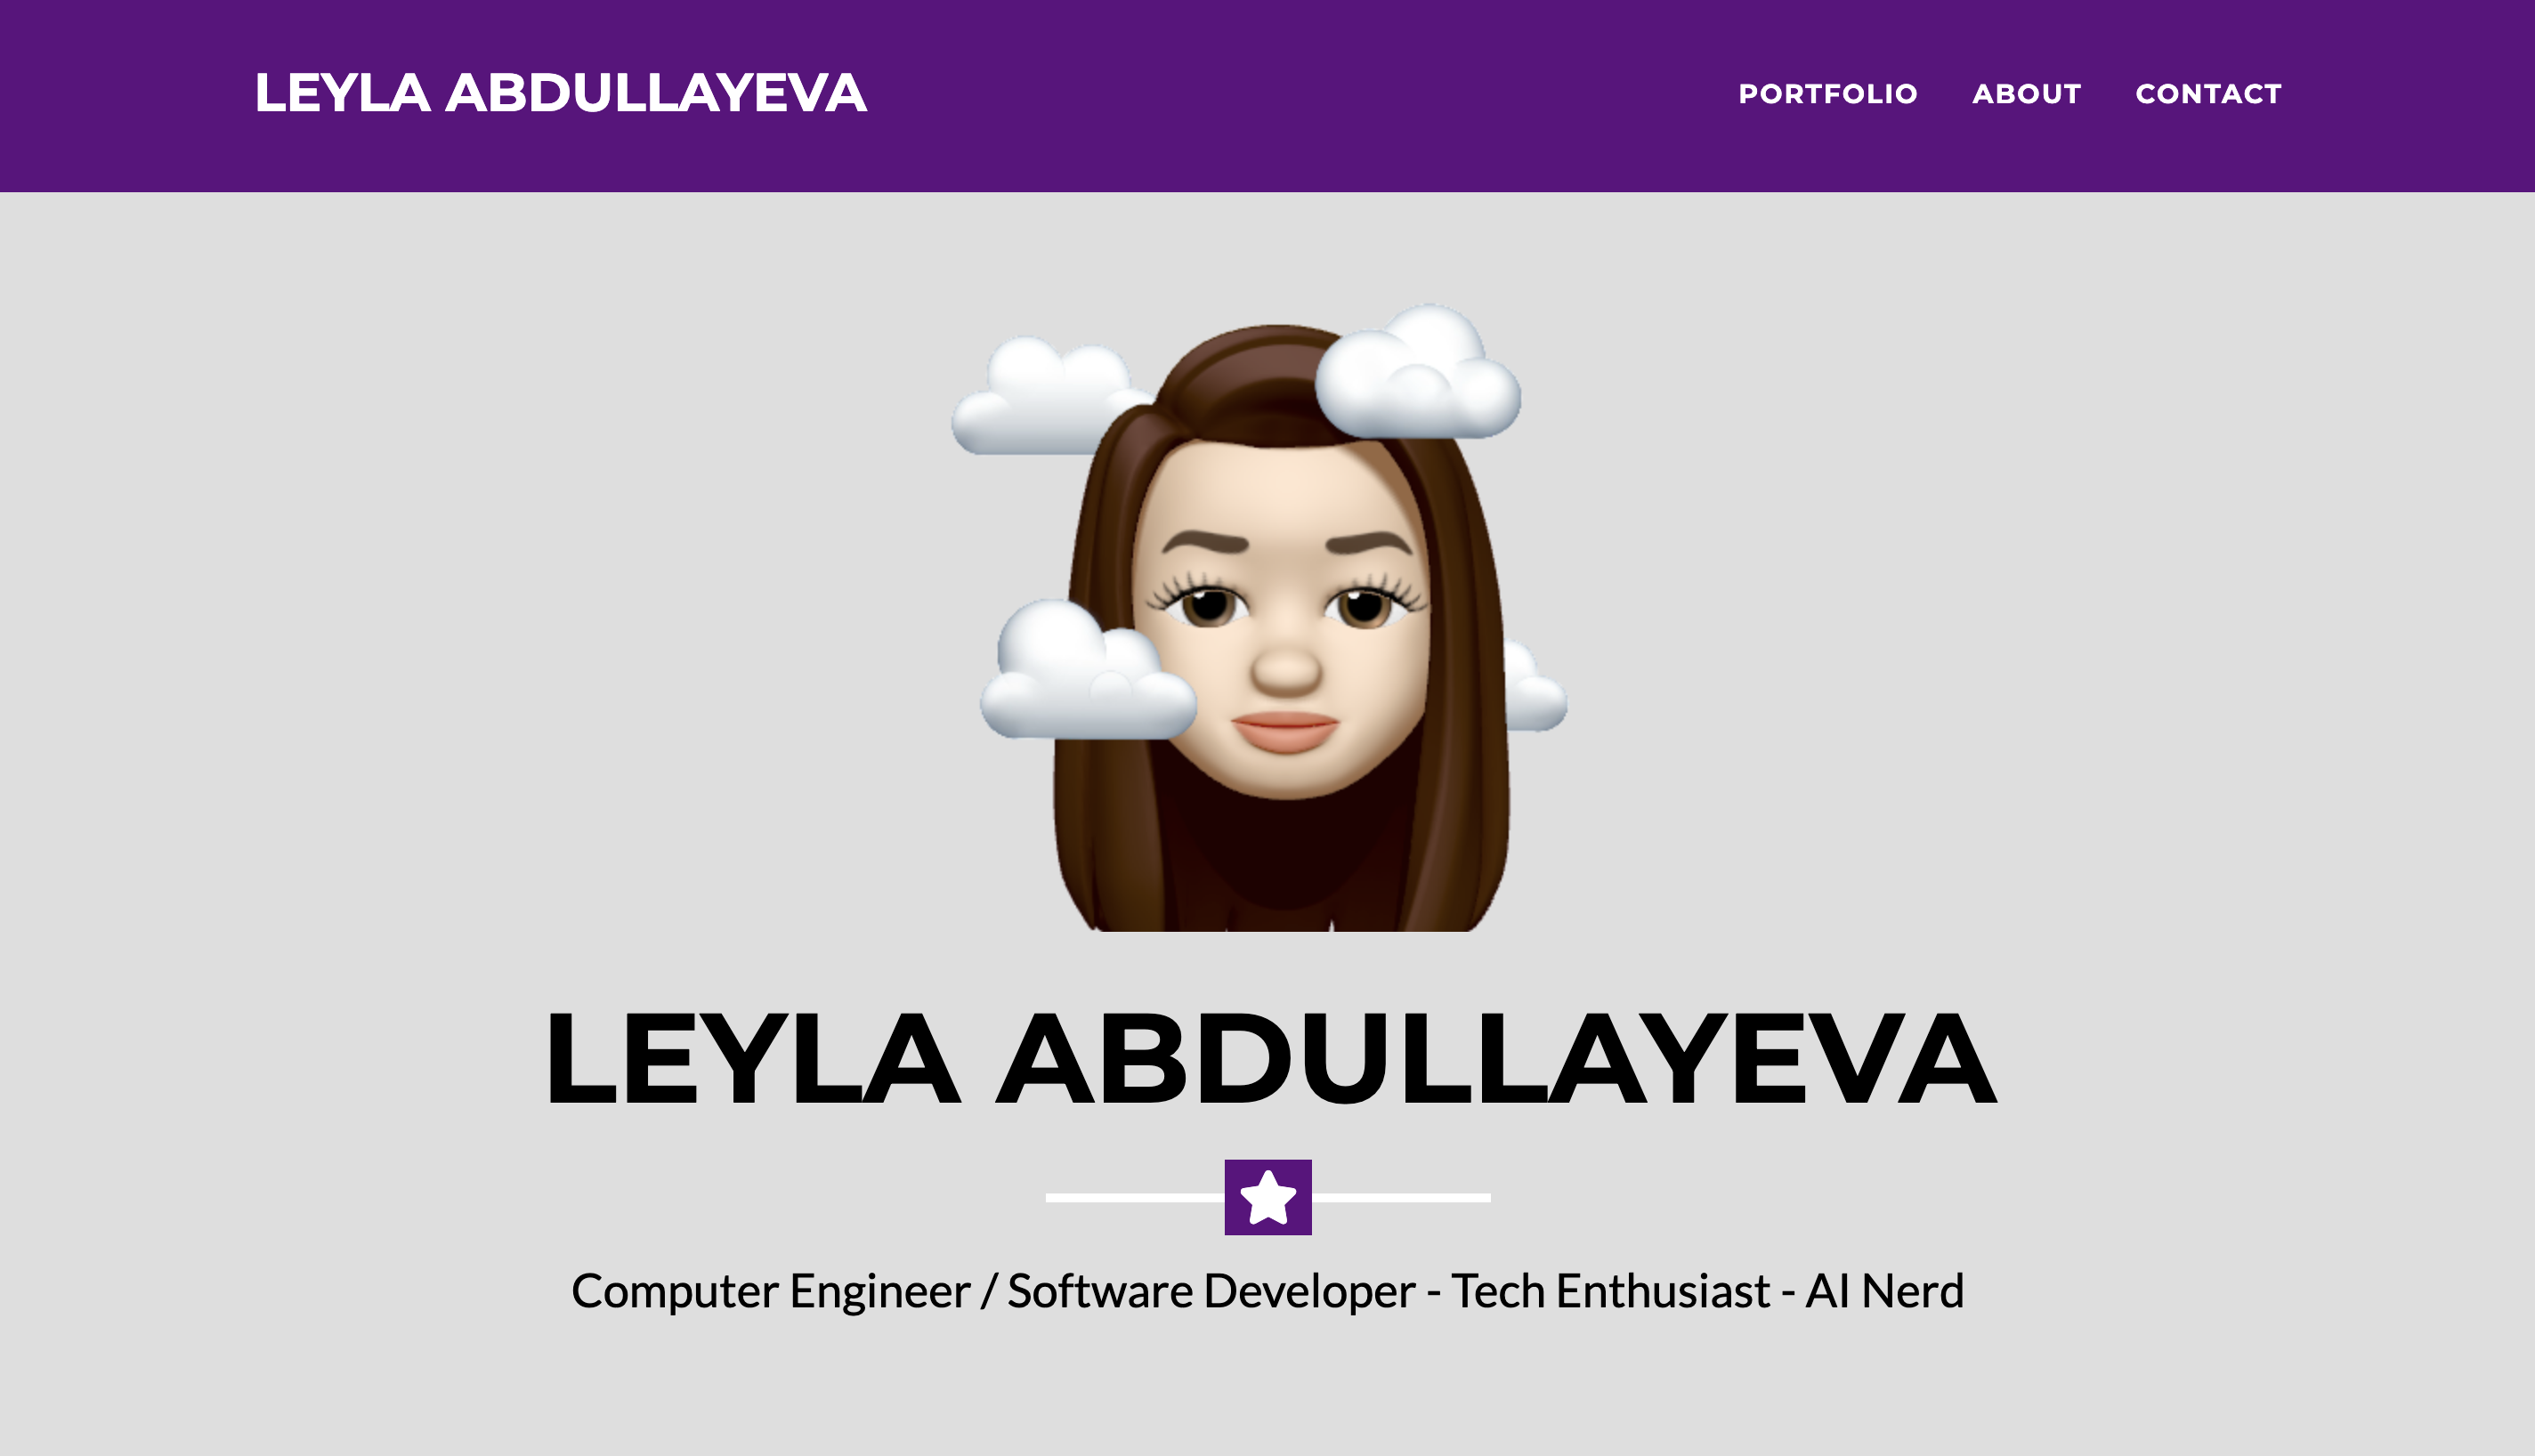 LEYLA ABDULLAYEVA
PORTFOLIO ABOUT CONTACT
LEYLA ABDULLAYEVA
Computer Engineer / Software Developer - Tech Enthusiast - AI Nerd